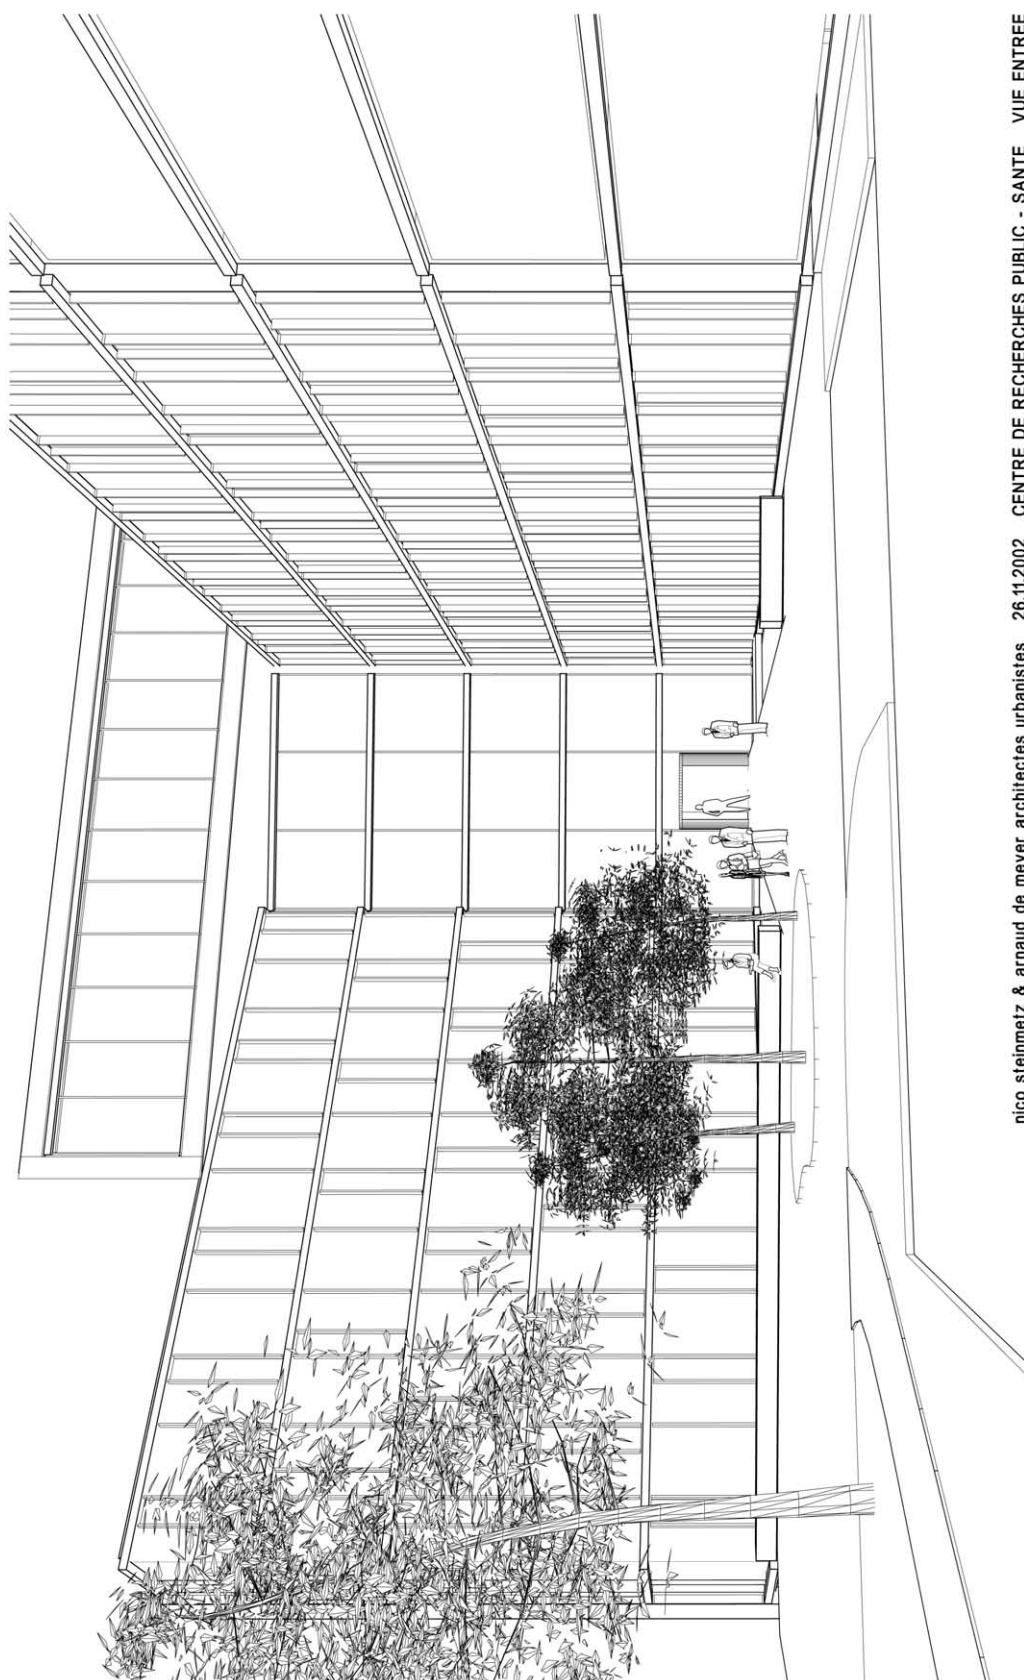 nico steinmetz & arnaud de meyer architectes urbanistes 26.11.2002 CENTRE DE RECHERCHES PUBLIC - SANTE VUE ENTREE